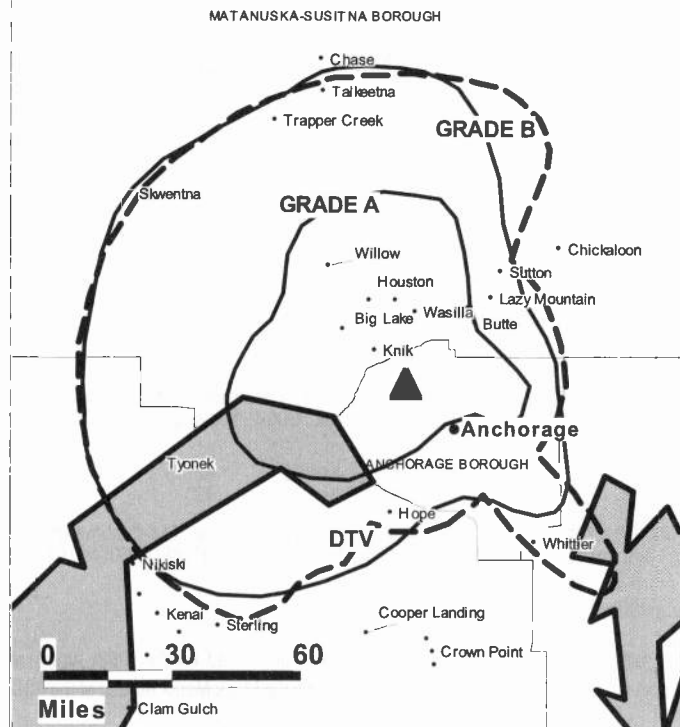 MATANUSKA-SUSITNA BOROUGH
Chase
Talkeetna
Trapper Creek
GRADE B
Skwentna
GRADE A
Chickaloon
Willow
Sutton
Houston
Lazy Mountain
Wasilla
Big Lake
Butte
Knik
Anchorage
Tyonek
ANCHORAGE BOROUGH
Hope
DTV
Whittier
Nikiski
Kenai
Cooper Landing
Sterling
0 30 60
Crown Point
Miles
Clam Gulch